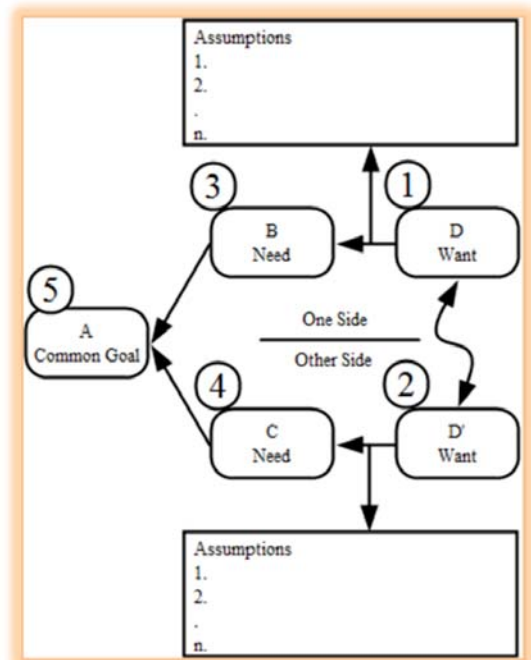 Assumptions
1.
2.
.
n.
3
1
B
Need
D
Want
5
A
Common Goal
One Side
Other Side
4
2
C
Need
D'
Want
Assumptions
1.
2.
.
n.